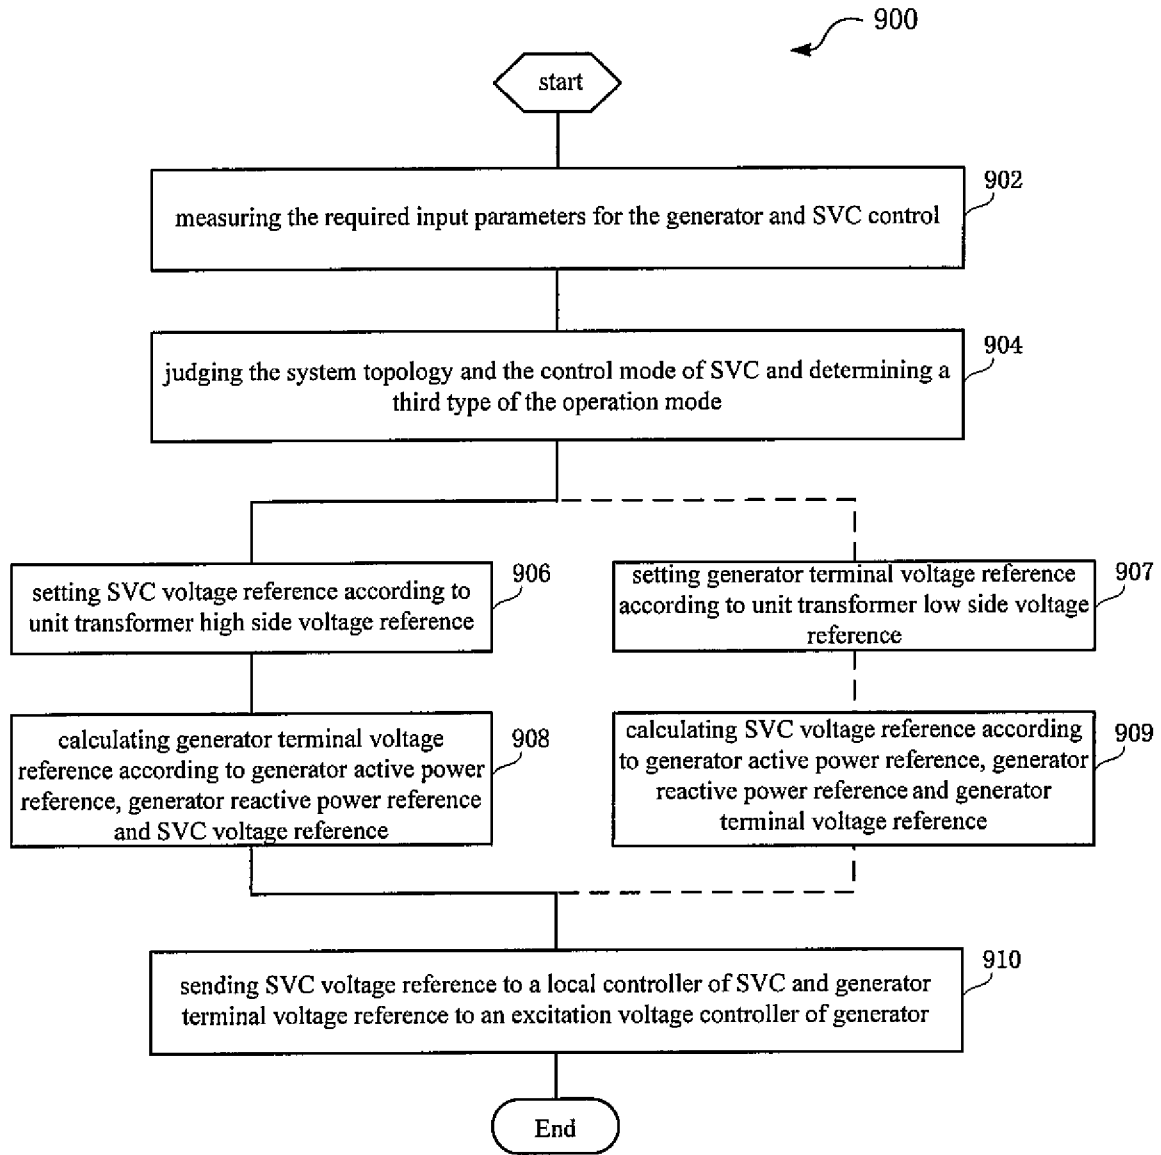 900
start
902
measuring the required input parameters for the generator and SVC control
904
judging the system topology and the control mode of SVC and determining a
third type of the operation mode
906
setting SVC voltage reference according to
unit transformer high side voltage reference
907
setting generator terminal voltage reference
according to unit transformer low side voltage
reference
908
calculating generator terminal voltage
reference according to generator active power
reference, generator reactive power reference
and SVC voltage reference
909
calculating SVC voltage reference according
to generator active power reference, generator
reactive power reference and generator
terminal voltage reference
910
sending SVC voltage reference to a local controller of SVC and generator
terminal voltage reference to an excitation voltage controller of generator
End